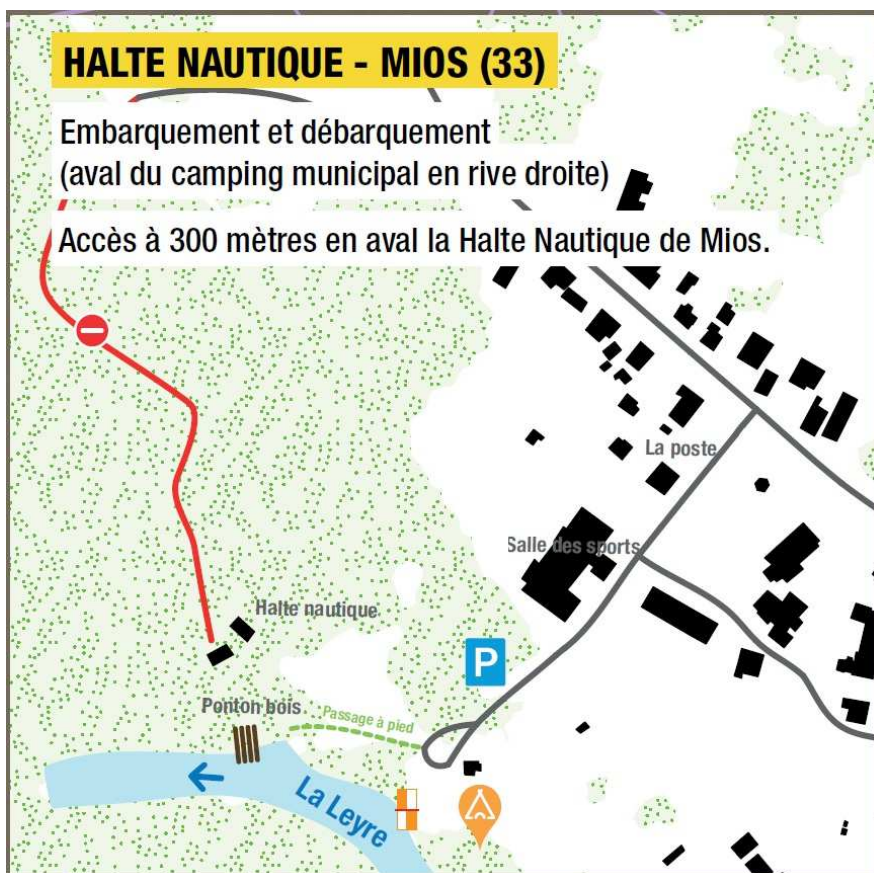 HALTE NAUTIQUE - MIOS (33)
Embarquement et débarquement
(aval du camping municipal en rive droite)
Accès à 300 mètres en aval la Halte Nautique de Mios.
La poste
Salle des sports
Halte nautique
P
Ponton bois
Passage à pied
La Leyre